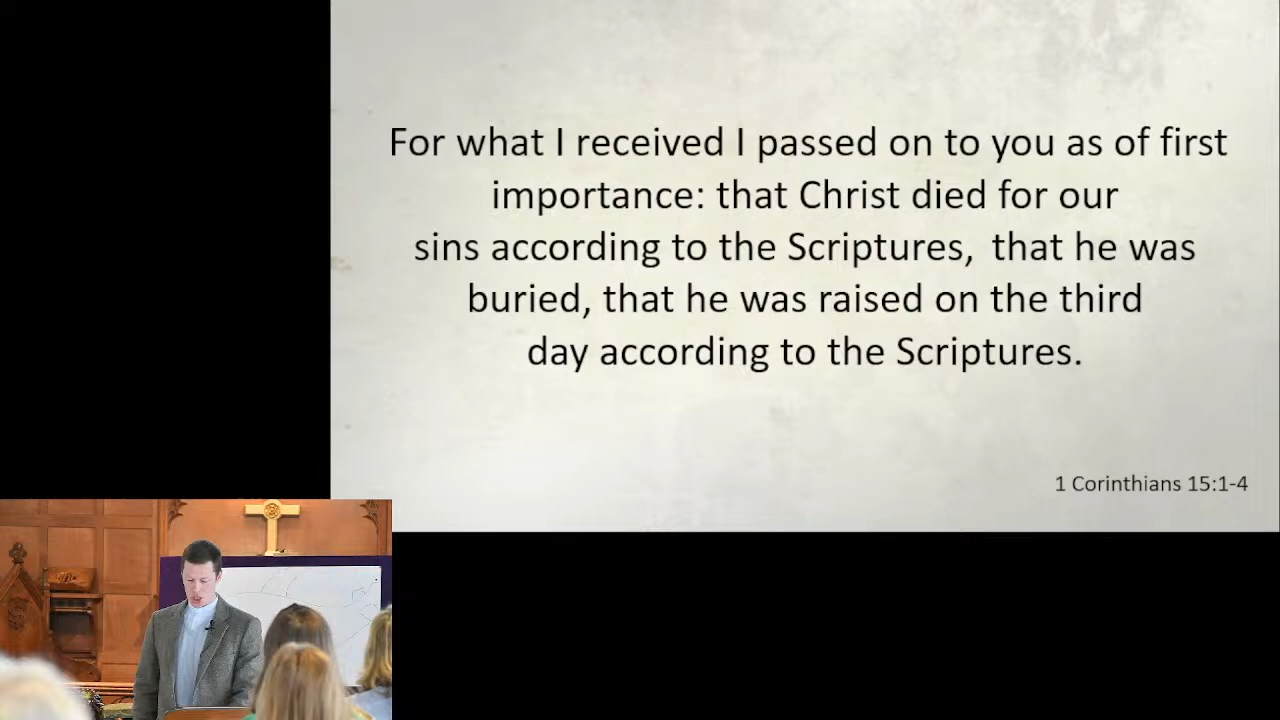 For what I received I passed on to you as of first
importance: that Christ died for our
sins according to the Scriptures, that he was
buried, that he was raised on the third
day according to the Scriptures.
1 Corinthians 15:1-4